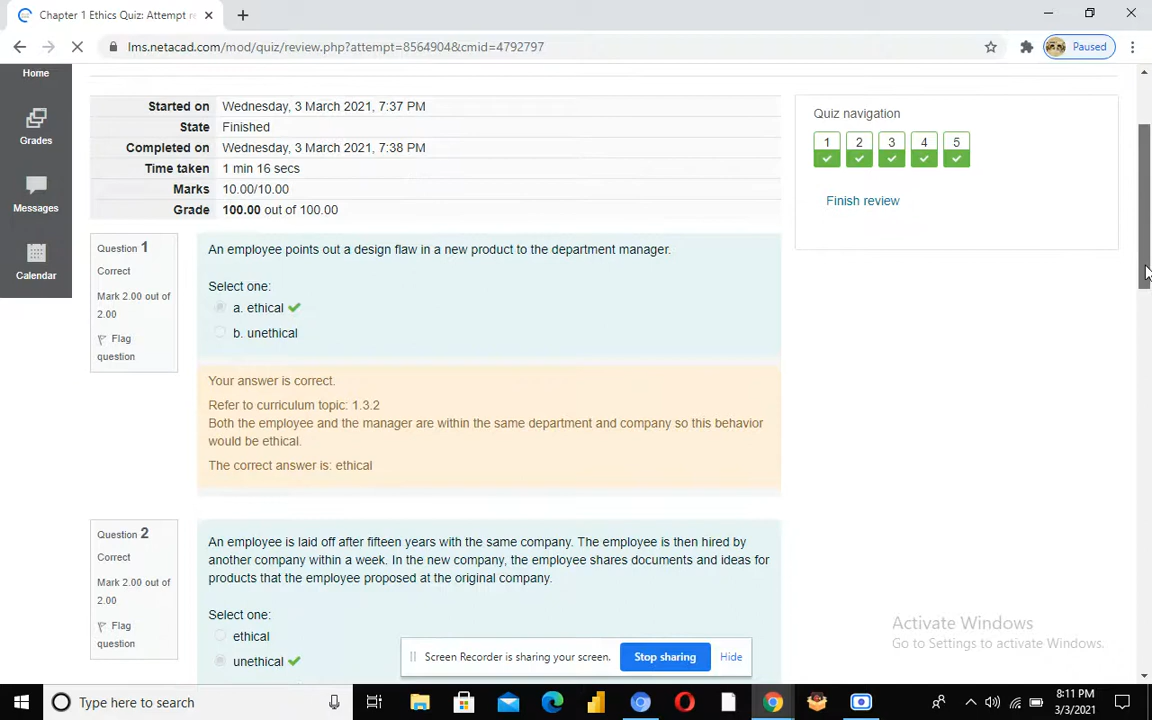 Chapter 1 Ethics Quiz: Attempt re
lms.netacad.com/mod/quiz/review.php?attempt=8564904&cmid=4792797
Paused
Home
Grades
Messages
Calendar
Started on Wednesday, 3 March 2021, 7:37 PM
State Finished
Completed on Wednesday, 3 March 2021, 7:38 PM
Time taken 1 min 16 secs
Marks 10.00/10.00
Grade 100.00 out of 100.00
Quiz navigation
1 2 3 4 5
Finish review
Question 1
Correct
Mark 2.00 out of
2.00
Flag
question
An employee points out a design flaw in a new product to the department manager.
Select one:
a. ethical
b. unethical
Your answer is correct.
Refer to curriculum topic: 1.3.2
Both the employee and the manager are within the same department and company so this behavior
would be ethical.
The correct answer is: ethical
Question 2
Correct
Mark 2.00 out of
2.00
Flag
question
An employee is laid off after fifteen years with the same company. The employee is then hired by
another company within a week. In the new company, the employee shares documents and ideas for
products that the employee proposed at the original company.
Select one:
ethical
unethical
Activate Windows
Go to Settings to activate Windows.
Screen Recorder is sharing your screen.
Stop sharing
Hide
Type here to search
8:11 PM
3/3/2021